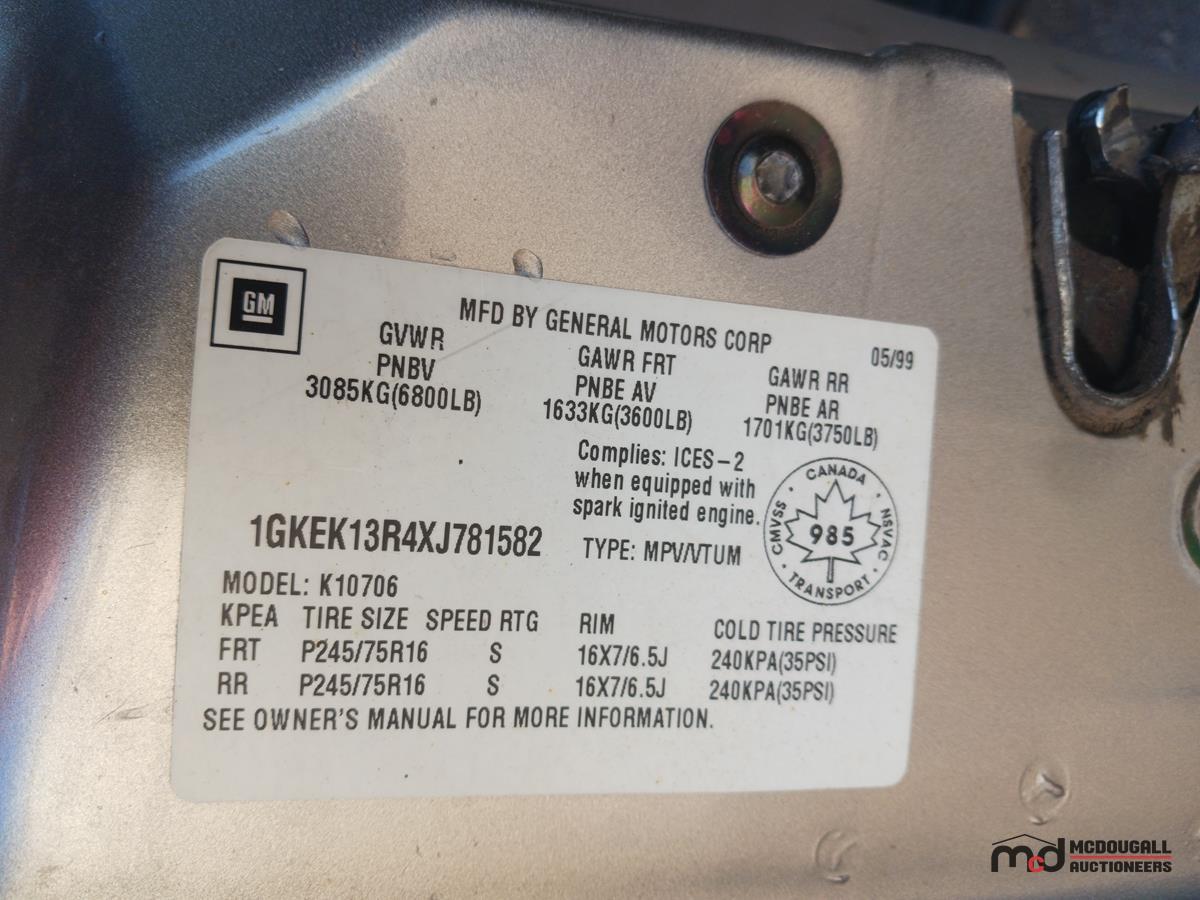 GM
MFD BY GENERAL MOTORS CORP
05/99
GVWR
PNBV
3085KG(6800LB)
GAWR FRT
PNBE AV
1633KG(3600LB)
GAWR RR
PNBE AR
1701KG(3750LB)
Complies: ICES-2
when equipped with
spark ignited engine.
1GKEK13R4XJ781582
TYPE: MPV/VTUM
CANADA
CMVSS
985
NSVAC
TRANSPORT
MODEL: K10706
KPEA TIRE SIZE SPEED RTG RIM COLD TIRE PRESSURE
FRT P245/75R16 S 16X7/6.5J 240KPA(35PSI)
RR P245/75R16 S 16X7/6.5J 240KPA(35PSI)
SEE OWNER'S MANUAL FOR MORE INFORMATION.
mcd MCDOUGALL
AUCTIONEERS